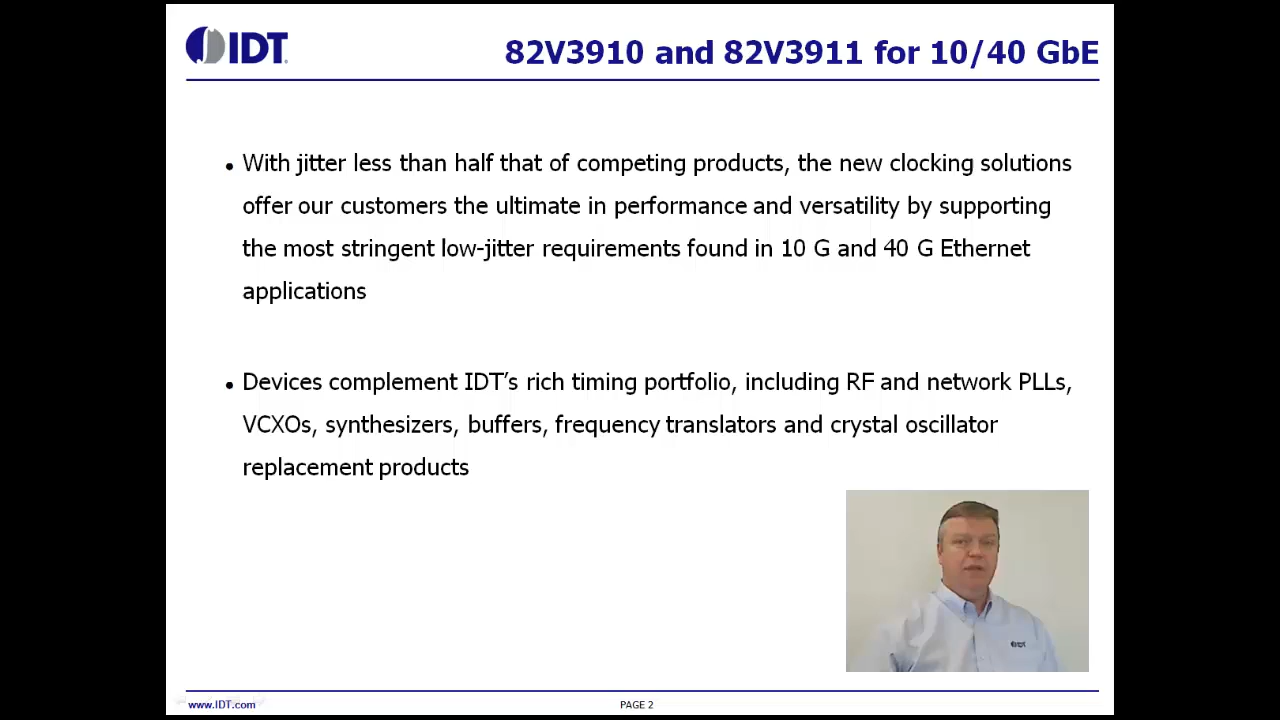 IDT
82V3910 and 82V3911 for 10/40 GbE
• With jitter less than half that of competing products, the new clocking solutions
offer our customers the ultimate in performance and versatility by supporting
the most stringent low-jitter requirements found in 10 G and 40 G Ethernet
applications
• Devices complement IDT’s rich timing portfolio, including RF and network PLLs,
VCXOs, synthesizers, buffers, frequency translators and crystal oscillator
replacement products
IDT
www.IDT.com
PAGE 2